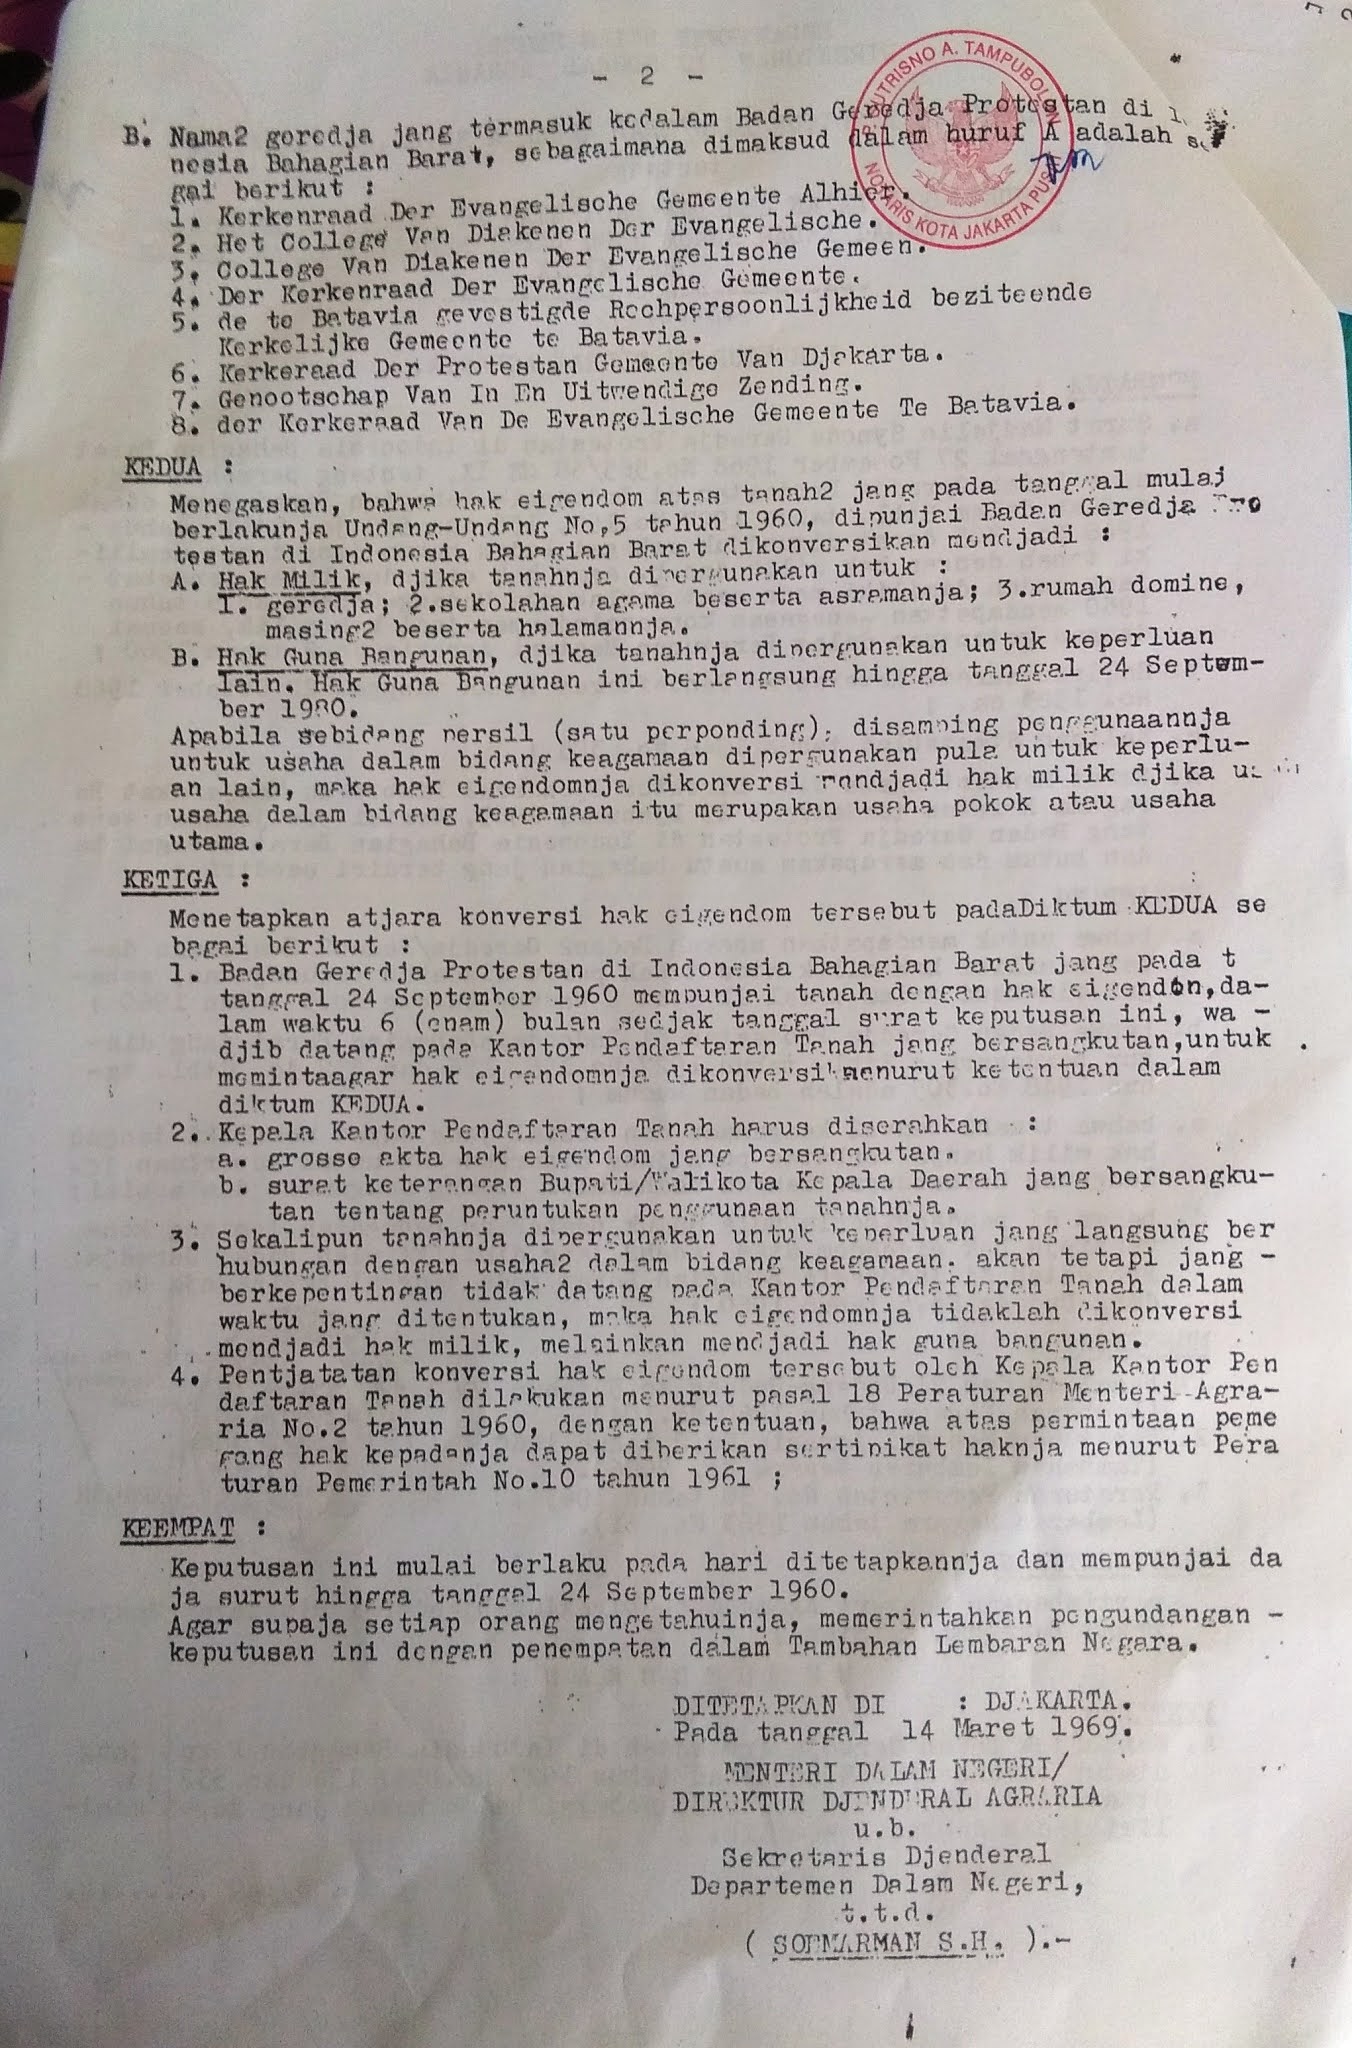 - 2 -
SUTRISNO A. TAMPUBOLON
NOTARIS KOTA JAKARTA PUSAT
B. Nama2 geredja jang termasuk kedalam Badan Geredja Protestan di
nesia Bahagian Barat, sebagaimana dimaksud dalam huruf A adalah
gai berikut :
1. Kerkenraad Der Evangelische Gemeente Alhier.
2. Het College Van Diakenen Der Evangelische.
3. College Van Diakenen Der Evangelische Gemeen.
4. Der Kerkenraad Der Evangelische Gemeente.
5. de te Batavia gevestigde Rechpersoonlijkheid beziteende
Kerkelijke Gemeente te Batavia.
6. Kerkeraad Der Protestan Gemeente Van Djakarta.
7. Genootschap Van In En Uitwendige Zending.
8. der Kerkeraad Van De Evangelische Gemeente Te Batavia.
KEDUA :
Menegaskan, bahwa hak eigendom atas tanah2 jang pada tanggal mulai
berlakunja Undang-Undang No.5 tahun 1960, dipunjai Badan Geredja Pro
testan di Indonesia Bahagian Barat dikonversikan mendjadi :
A. Hak Milik, djika tanahnja dipergunakan untuk :
1. geredja; 2.sekolahan agama beserta asramanja; 3.rumah domine,
masing2 beserta halamannja.
B. Hak Guna Bangunan, djika tanahnja dipergunakan untuk keperluan
lain. Hak Guna Bangunan ini berlangsung hingga tanggal 24 Septem-
ber 1980.
Apabila sebidang persil (satu perponding), disamping penggunaannja
untuk usaha dalam bidang keagamaan dipergunakan pula untuk keperlu-
an lain, maka hak eigendomnja dikonversi mendjadi hak milik djika
usaha dalam bidang keagamaan itu merupakan usaha pokok atau usaha
utama.
KETIGA :
Menetapkan atjara konversi hak eigendom tersebut padaDiktum KEDUA se
bagai berikut :
1. Badan Geredja Protestan di Indonesia Bahagian Barat jang pada t
tanggal 24 September 1960 mempunjai tanah dengan hak eigendon,da-
lam waktu 6 (enam) bulan sedjak tanggal surat keputusan ini, wa -
djib datang pada Kantor Pendaftaran Tanah jang bersangkutan,untuk
memintaagar hak eigendomnja dikonversi menurut ketentuan dalam
diktum KEDUA.
2. Kepala Kantor Pendaftaran Tanah harus diserahkan :
a. grosse akta hak eigendom jang bersangkutan.
b. surat keterangan Bupati/Walikota Kepala Daerah jang bersangku-
tan tentang peruntukan penggunaan tanahnja.
3. Sekalipun tanahnja dipergunakan untuk keperluan jang langsung ber
hubungan dengan usaha2 dalam bidang keagamaan. akan tetapi jang -
berkepentingan tidak datang pada Kantor Pendaftaran Tanah dalam
waktu jang ditentukan, maka hak eigendomnja tidaklah dikonversi
mendjadi hak milik, melainkan mendjadi hak guna bangunan.
4. Pentjatatan konversi hak eigendom tersebut oleh Kepala Kantor Pen
daftaran Tanah dilakukan menurut pasal 18 Peraturan Menteri Agra-
ria No.2 tahun 1960, dengan ketentuan, bahwa atas permintaan peme
gang hak kepadanja dapat diberikan sertipikat haknja menurut Pera
turan Pemerintah No.10 tahun 1961 ;
KEEMPAT :
Keputusan ini mulai berlaku pada hari ditetapkannja dan mempunjai da
ja surut hingga tanggal 24 September 1960.
Agar supaja setiap orang mengetahuinja, memerintahkan pengundangan -
keputusan ini dengan penempatan dalam Tambahan Lembaran Negara.
DITETAPKAN DI : DJAKARTA.
Pada tanggal 14 Maret 1969.
MENTERI DALAM NEGERI/
DIREKTUR DJENDERAL AGRARIA
u.b.
Sekretaris Djenderal
Departemen Dalam Negeri,
t.t.d.
( SOEMARMAN S.H. ).-